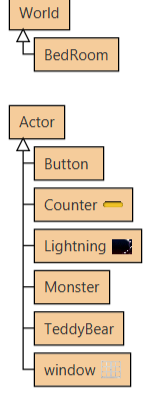 World
BedRoom
Actor
Button
Counter
Lightning
Monster
TeddyBear
window